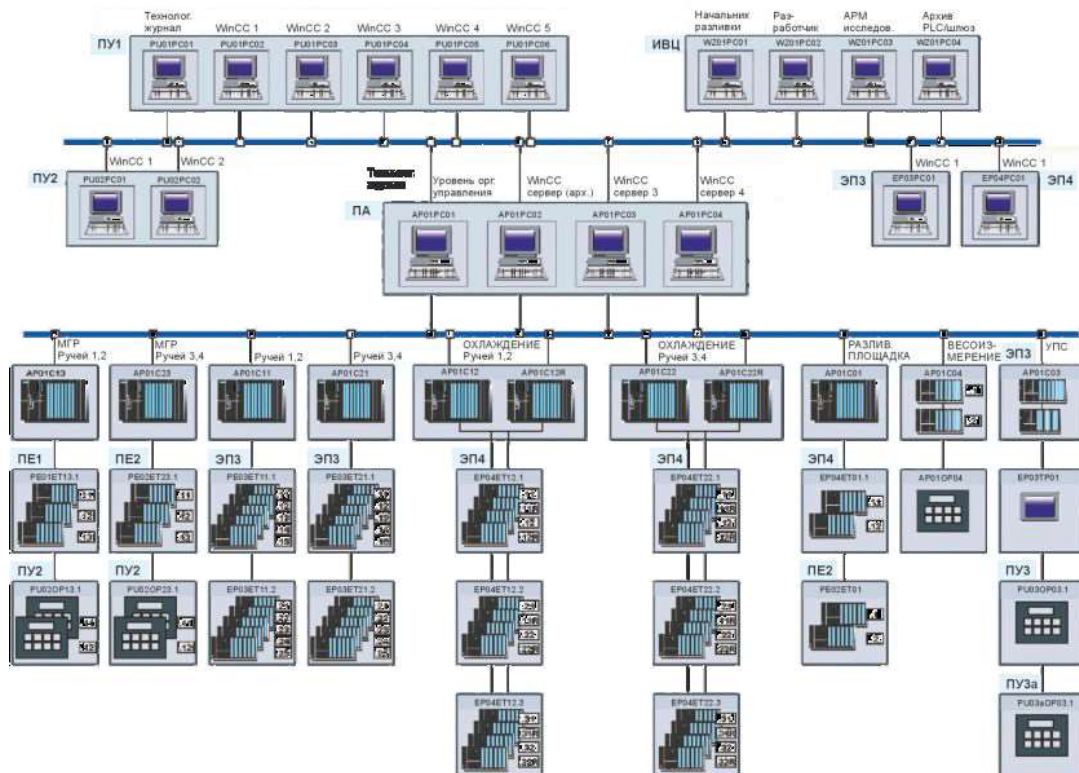 Технолог.
журнал
WinCC 1
WinCC 2
WinCC 3
WinCC 4
WinCC 5
ПУ1
PU01PC01
PU01PC02
PU01PC03
PU01PC04
PU01PC05
PU01PC06
Начальник
разливки
Раз-
работчик
АРМ
исследов.
Архив
PLC/шлюз
ИВЦ
WZ01PC01
WZ01PC02
WZ01PC03
WZ01PC04
WinCC 1
WinCC 2
ПУ2
PU02PC01
PU02PC02
Уровень орг.
управления
WinCC
сервер (арх.)
WinCC
сервер 3
WinCC
сервер 4
ПА
AP01PC01
AP01PC02
AP01PC03
AP01PC04
WinCC 1
WinCC 1
ЭП3
EP03PC01
EP04PC01
ЭП4
МГР
Ручей 1,2
МГР
Ручей 3,4
Ручей 1,2
Ручей 3,4
ОХЛАЖДЕНИЕ
Ручей 1,2
ОХЛАЖДЕНИЕ
Ручей 3,4
РАЗЛИВ.
ПЛОЩАДКА
ВЕСОИЗ-
МЕРЕНИЕ
ЭП3
УПС
AP01C13
AP01C23
AP01C11
AP01C21
AP01C12
AP01C12R
AP01C22
AP01C22R
AP01C01
AP01C04
AP01C03
ПЕ1
ПЕ2
ЭП3
ЭП3
ЭП4
ЭП4
ЭП4
PE01ET13.1
PE02ET23.1
EP03ET11.1
EP03ET21.1
EP04ET12.1
EP04ET22.1
EP04ET01.1
AP01OP04
EP03TP01
ПУ2
ПУ2
ПЕ2
ПУ3
PU02OP13.1
PU02OP23.1
EP03ET11.2
EP03ET21.2
EP04ET12.2
EP04ET22.2
PE02ET01
PU03OP03.1
ПУ3а
EP04ET12.3
EP04ET22.3
PU03aOP03.1